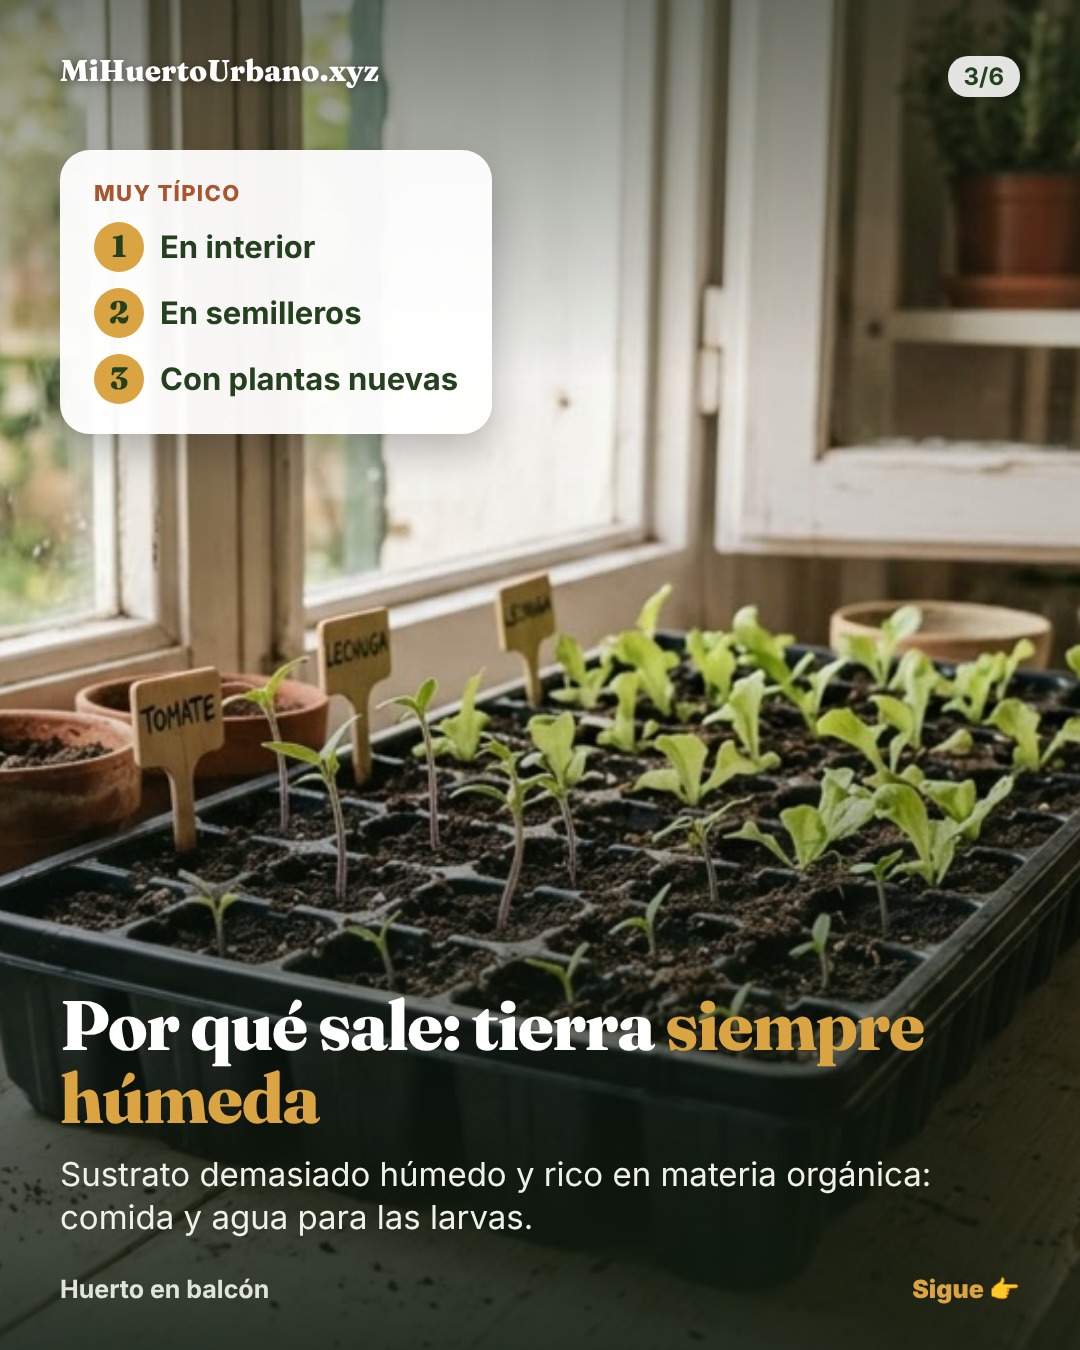 MiHuertoUrbano.xyz
3/6
MUY TÍPICO
1 En interior
2 En semilleros
3 Con plantas nuevas
LECHUGA
LECHUGA
TOMATE
Por qué sale: tierra siempre
húmeda
Sustrato demasiado húmedo y rico en materia orgánica:
comida y agua para las larvas.
Huerto en balcón
Sigue 👉